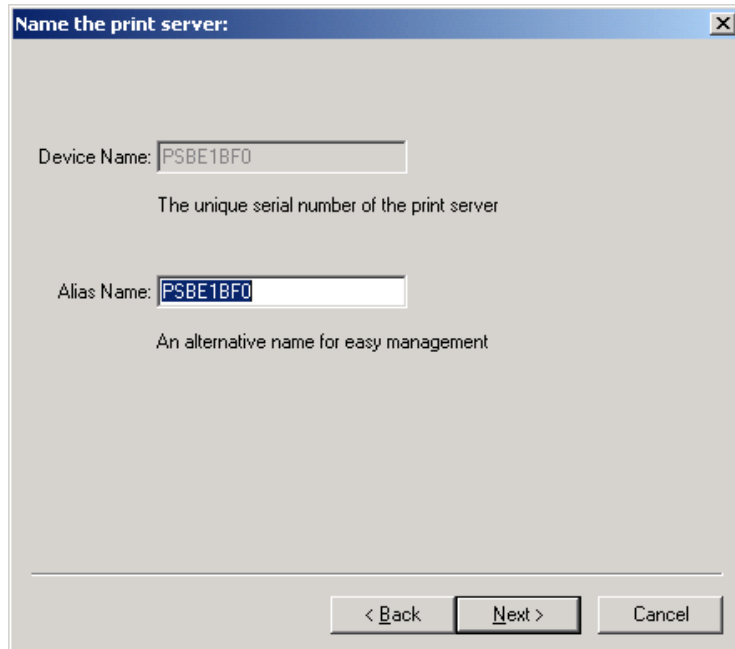 Name the print server:
Device Name: PSBE1BF0
The unique serial number of the print server
Alias Name: PSBE1BF0
An alternative name for easy management
< Back Next > Cancel